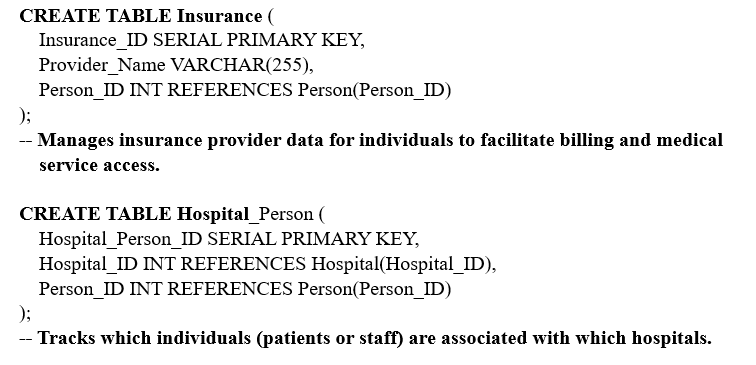 CREATE TABLE Insurance (
Insurance_ID SERIAL PRIMARY KEY,
Provider_Name VARCHAR(255),
Person_ID INT REFERENCES Person(Person_ID)
);
-- Manages insurance provider data for individuals to facilitate billing and medical
service access.
CREATE TABLE Hospital_Person (
Hospital_Person_ID SERIAL PRIMARY KEY,
Hospital_ID INT REFERENCES Hospital(Hospital_ID),
Person_ID INT REFERENCES Person(Person_ID)
);
-- Tracks which individuals (patients or staff) are associated with which hospitals.